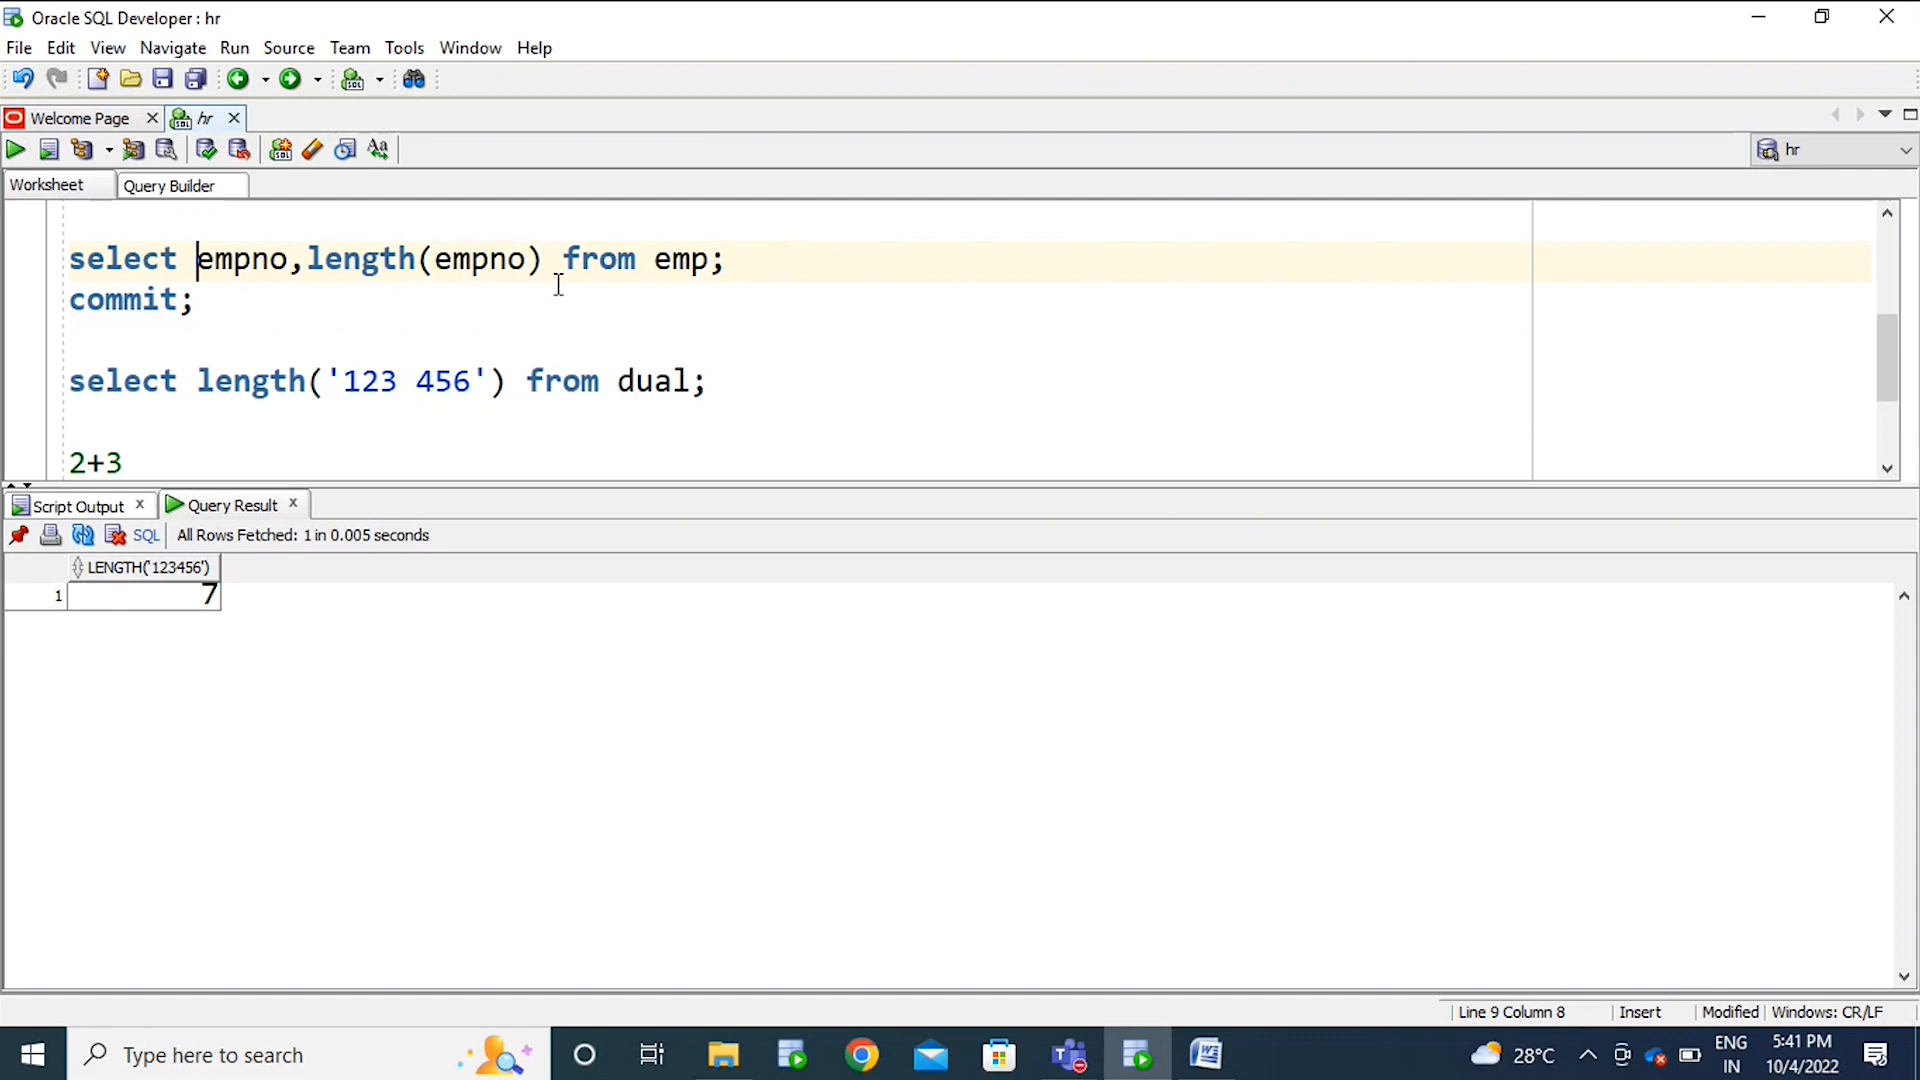 Oracle SQL Developer : hr
File Edit View Navigate Run Source Team Tools Window Help
Welcome Page hr
hr
Worksheet Query Builder
select empno,length(empno) from emp;
commit;
select length('123 456') from dual;
2+3
Script Output x Query Result x
SQL All Rows Fetched: 1 in 0.005 seconds
LENGTH('123456')
1 7
Line 9 Column 8 Insert Modified Windows: CR/LF
Type here to search
28°C
ENG
IN
5:41 PM
10/4/2022